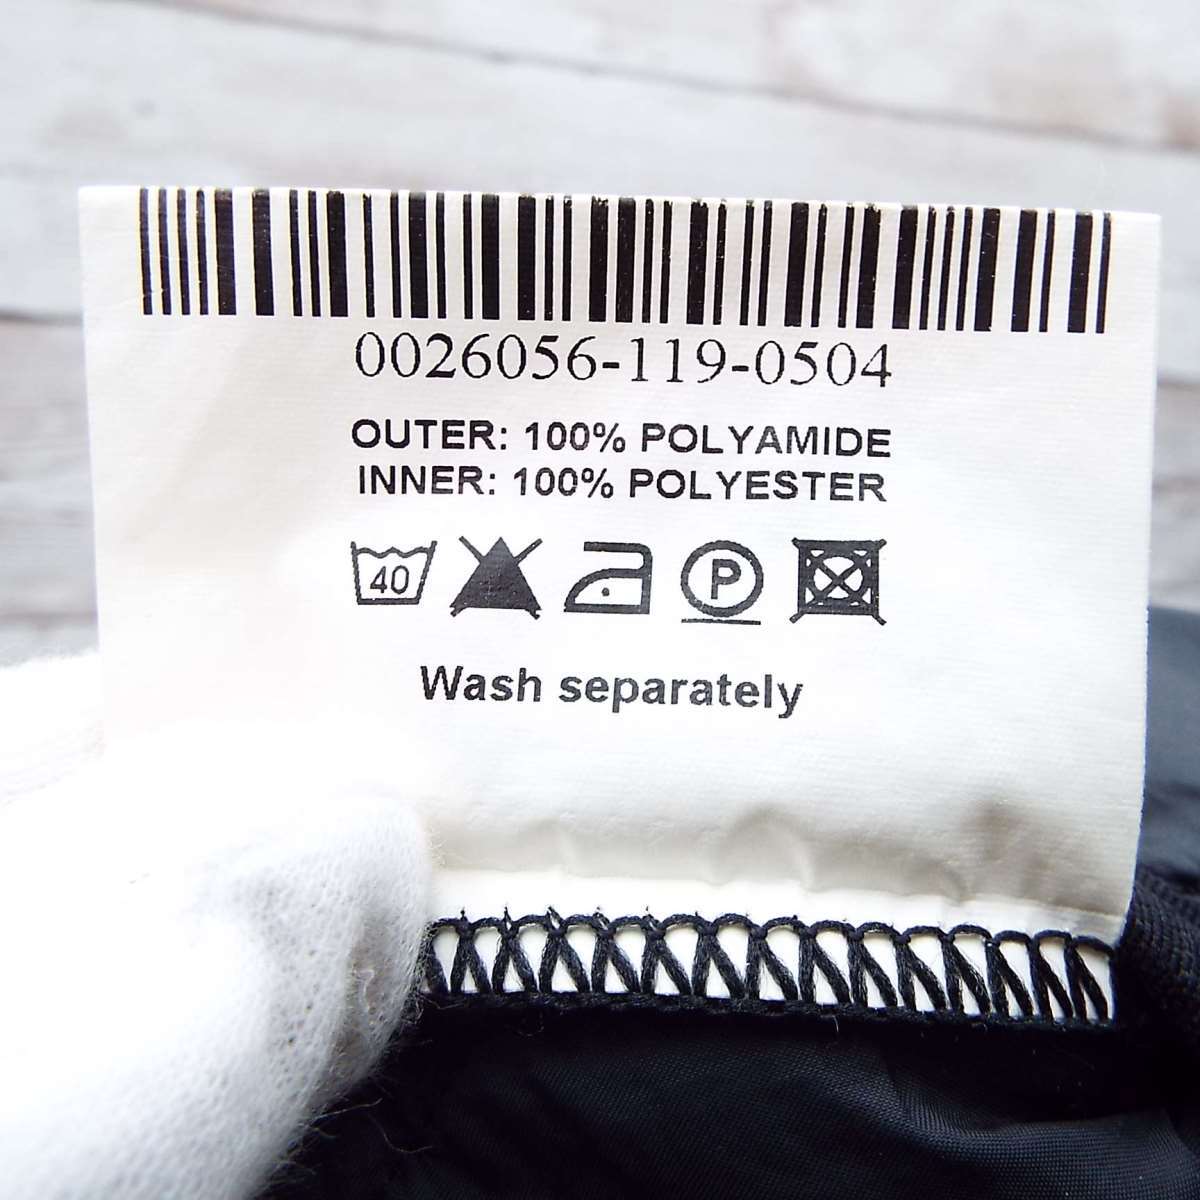 0026056-119-0504
OUTER: 100% POLYAMIDE
INNER: 100% POLYESTER
40 P
Wash separately